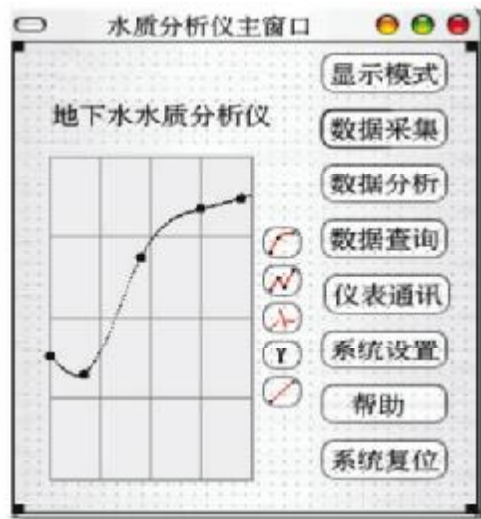 水质分析仪主窗口
显示模式
地下水水质分析仪
数据采集
数据分析
数据查询
仪表通讯
Y
系统设置
帮助
系统复位